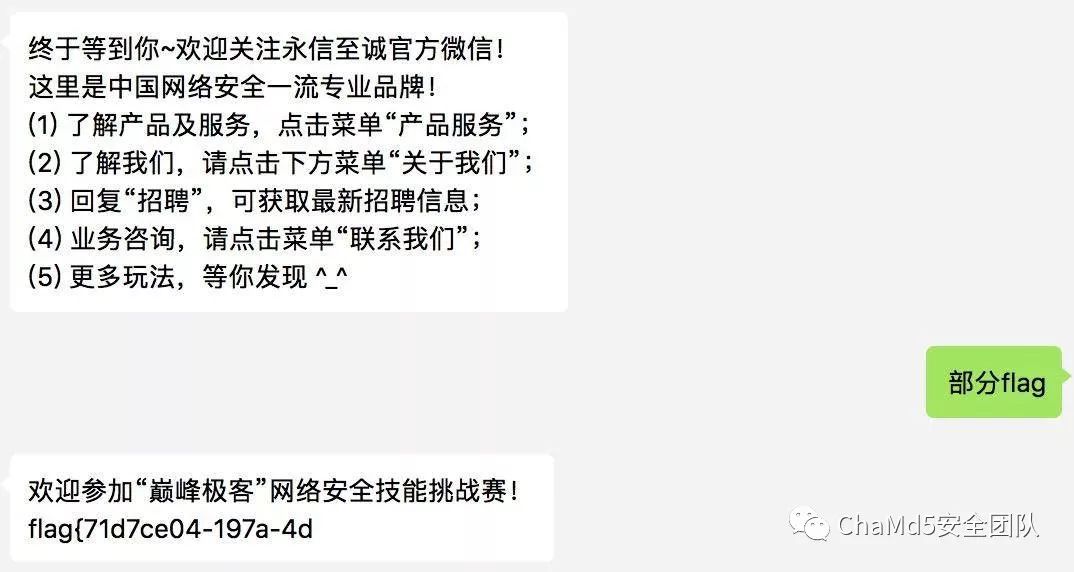 终于等到你~欢迎关注永信至诚官方微信！
这里是中国网络安全一流专业品牌！
(1) 了解产品及服务，点击菜单“产品服务”；
(2) 了解我们，请点击下方菜单“关于我们”；
(3) 回复“招聘”，可获取最新招聘信息；
(4) 业务咨询，请点击菜单“联系我们”；
(5) 更多玩法，等你发现 ^_^
部分flag
欢迎参加“巅峰极客”网络安全技能挑战赛！
flag{71d7ce04-197a-4d
ChaMd5安全团队